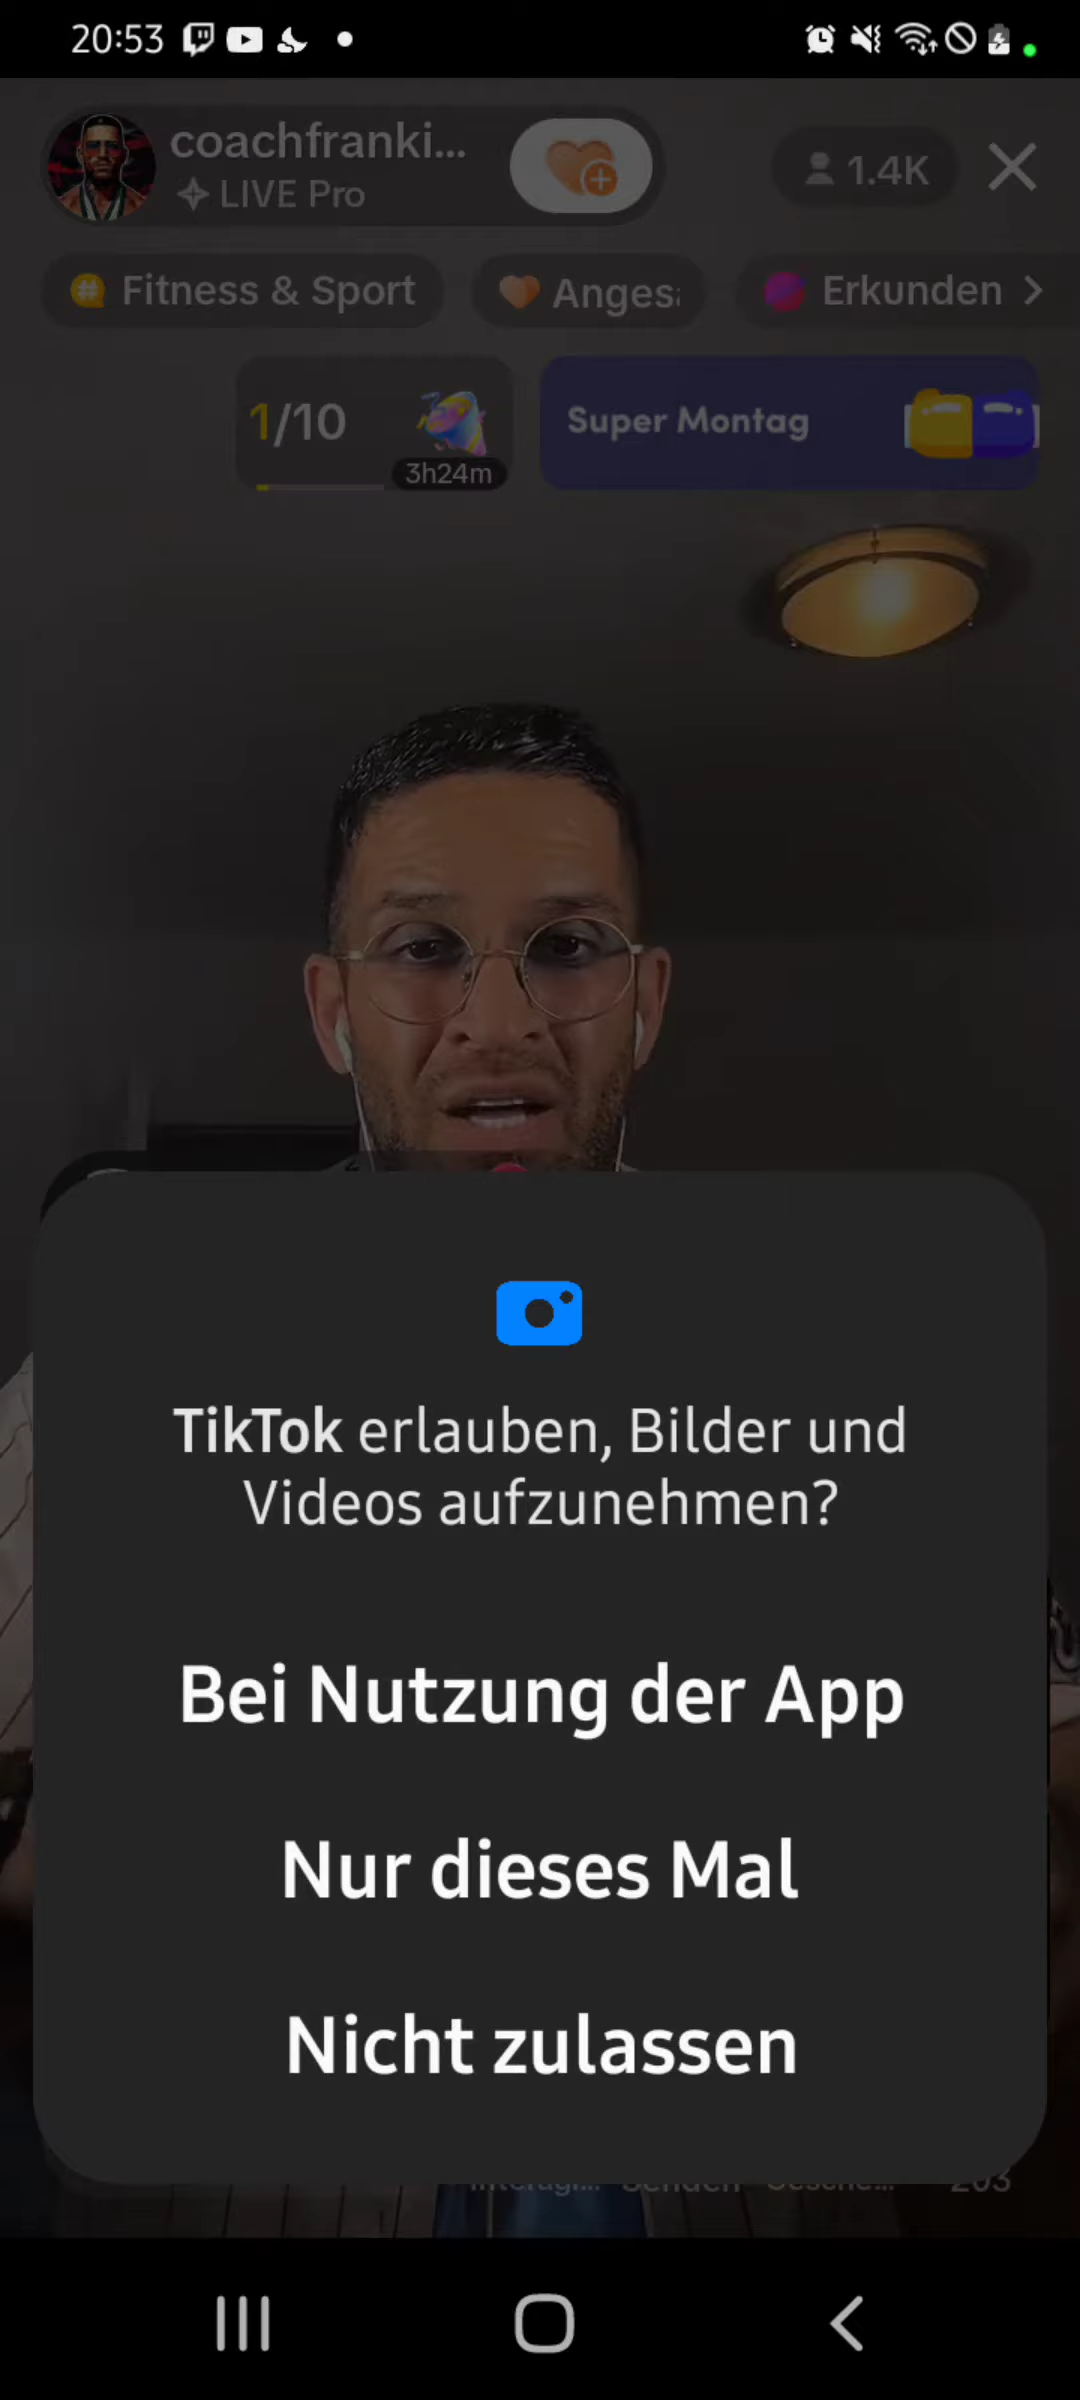 20:53
coachfranki...
LIVE Pro
1.4K
Fitness & Sport
Anges
Erkunden
1/10
3h24m
Super Montag
TikTok erlauben, Bilder und
Videos aufzunehmen?
Bei Nutzung der App
Nur dieses Mal
Nicht zulassen